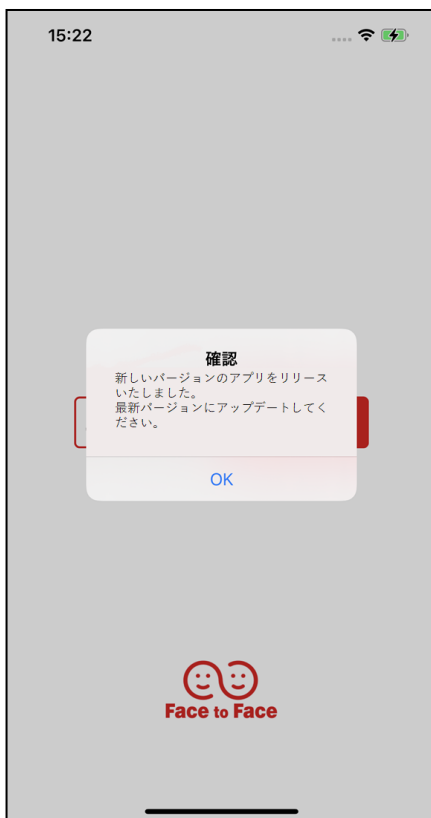 15:22
確認
新しいバージョンのアプリをリリース
いたしました。
最新バージョンにアップデートしてく
ださい。
OK
Face to Face